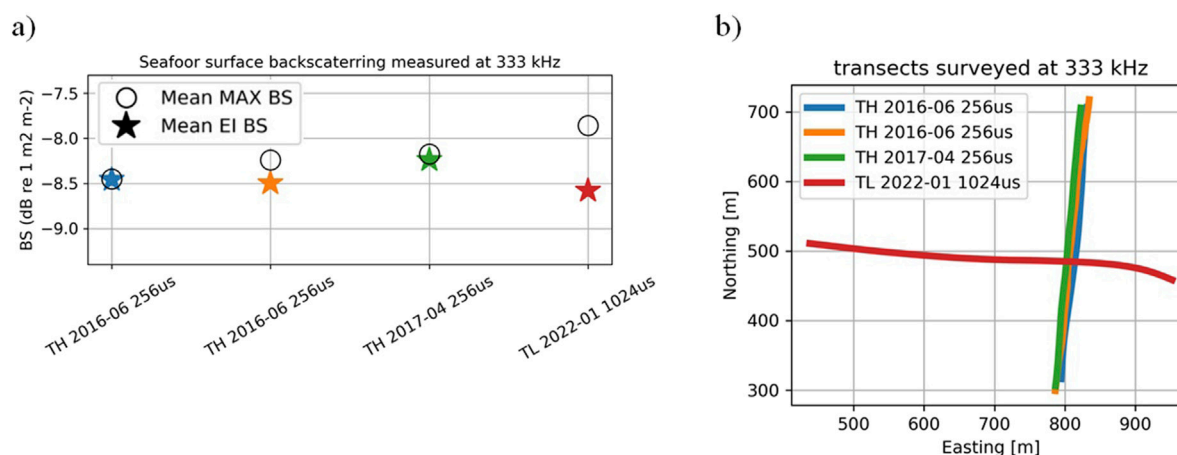 a)
Seafoor surface backscaterring measured at 333 kHz
BS (dB re 1 m2 m-2)
−7.5
−8.0
−8.5
−9.0
Mean MAX BS
Mean EI BS
TH 2016-06 256us
TH 2016-06 256us
TH 2017-04 256us
TL 2022-01 1024us
b)
transects surveyed at 333 kHz
Northing [m]
700
600
500
400
300
TH 2016-06 256us
TH 2016-06 256us
TH 2017-04 256us
TL 2022-01 1024us
500 600 700 800 900
Easting [m]